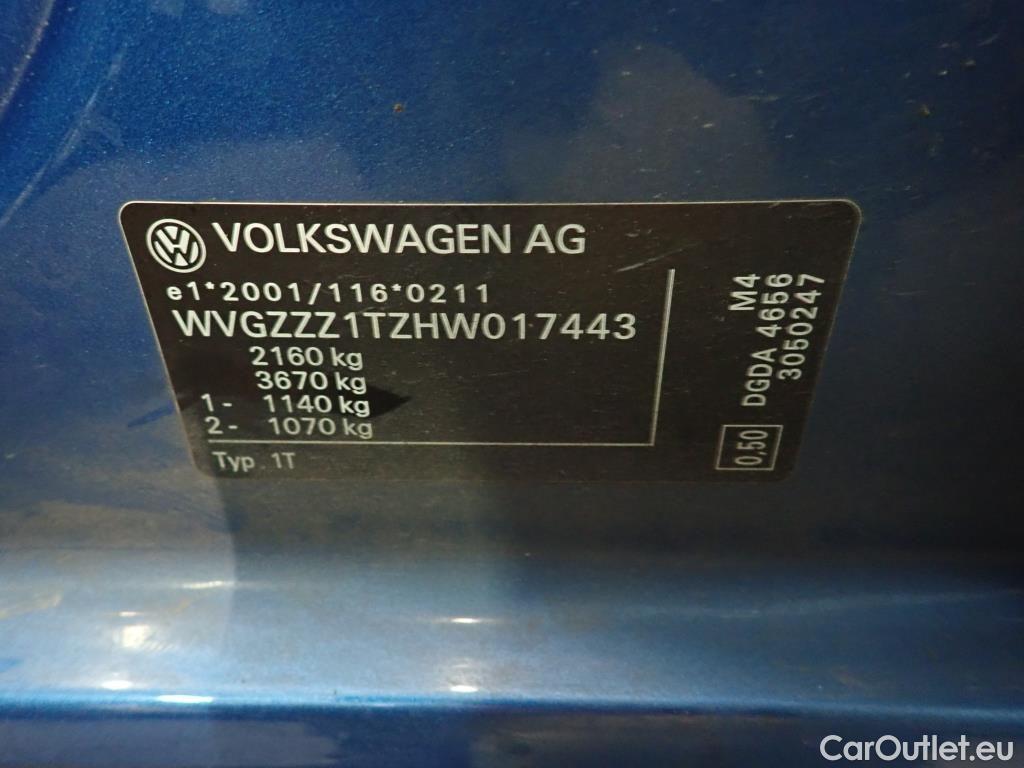 VOLKSWAGEN AG
e1*2001/116*0211
WVGZZZ1TZHW017443
2160 kg
3670 kg
1- 1140 kg
2- 1070 kg
Typ 1T
M4
DGDA 4656
3050247
0,50
CarOutlet.eu